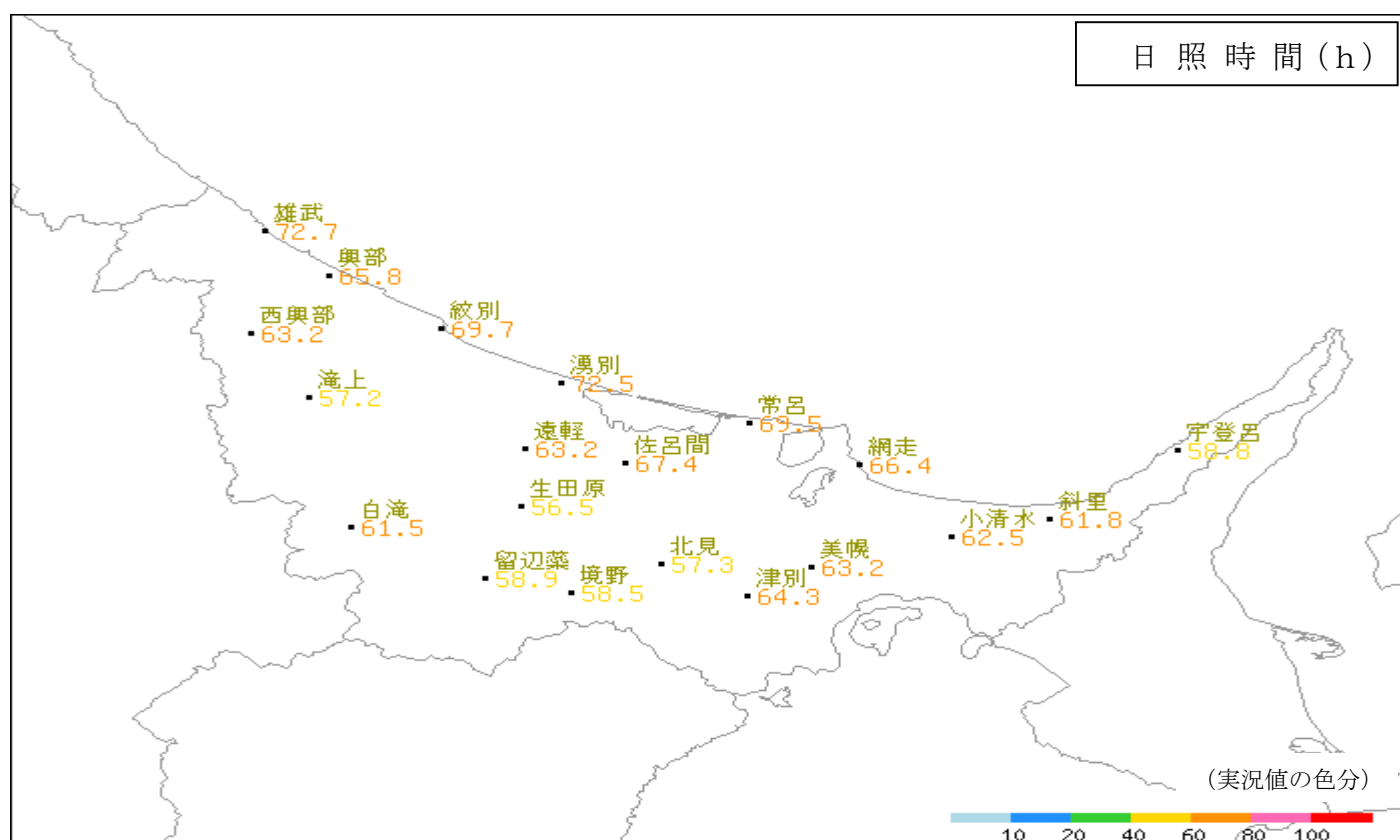 日照時間(h)
雄武
72.7
興部
65.8
西興部
63.2
紋別
69.7
滝上
57.2
湧別
72.5
常呂
69.5
遠軽
63.2
佐呂間
67.4
網走
66.4
宇登呂
58.8
生田原
56.5
白滝
61.5
小清水
62.5
斜里
61.8
留辺蘂
58.9
境野
58.5
北見
57.3
津別
64.3
美幌
63.2
(実況値の色分)
10 20 40 60 80 100